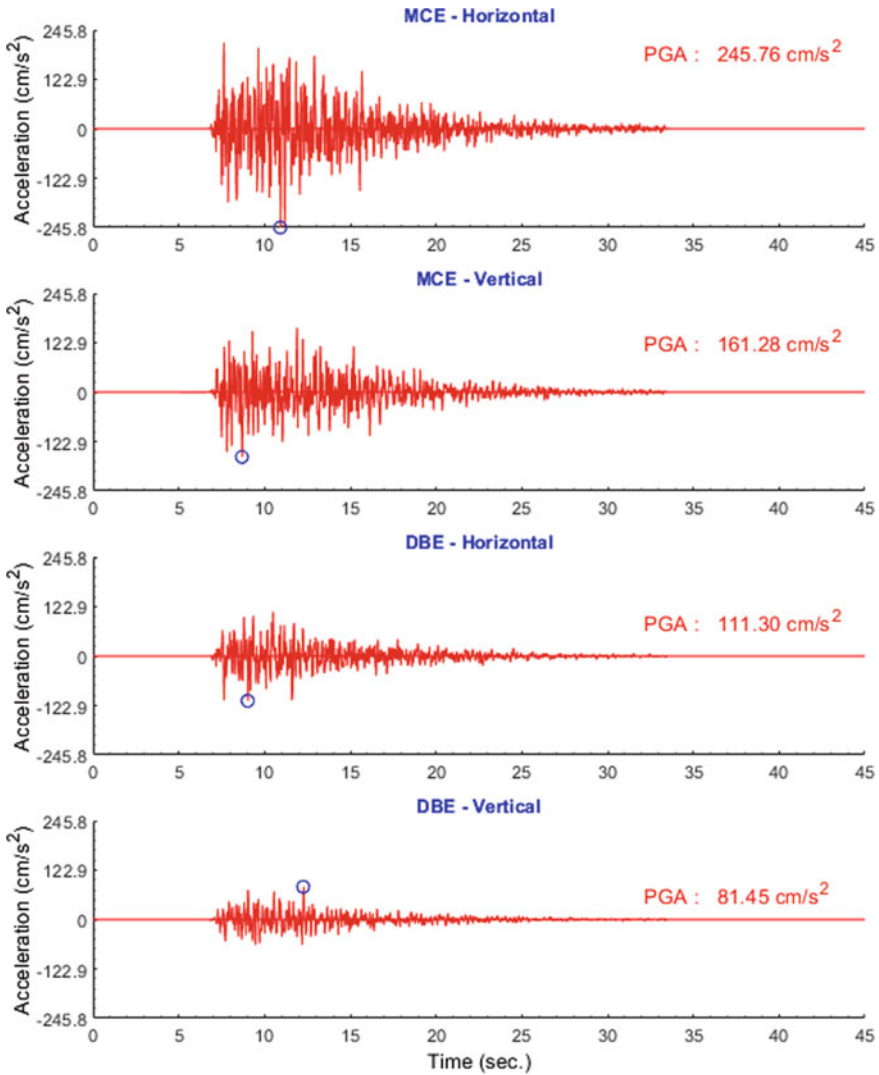 MCE - Horizontal
245.8
122.9
0
-122.9
-245.8
Acceleration (cm/s²)
PGA : 245.76 cm/s²
0 5 10 15 20 25 30 35 40 45
MCE - Vertical
245.8
122.9
0
-122.9
-245.8
Acceleration (cm/s²)
PGA : 161.28 cm/s²
0 5 10 15 20 25 30 35 40 45
DBE - Horizontal
245.8
122.9
0
-122.9
-245.8
Acceleration (cm/s²)
PGA : 111.30 cm/s²
0 5 10 15 20 25 30 35 40 45
DBE - Vertical
245.8
122.9
0
-122.9
-245.8
Acceleration (cm/s²)
PGA : 81.45 cm/s²
0 5 10 15 20 25 30 35 40 45
Time (sec.)